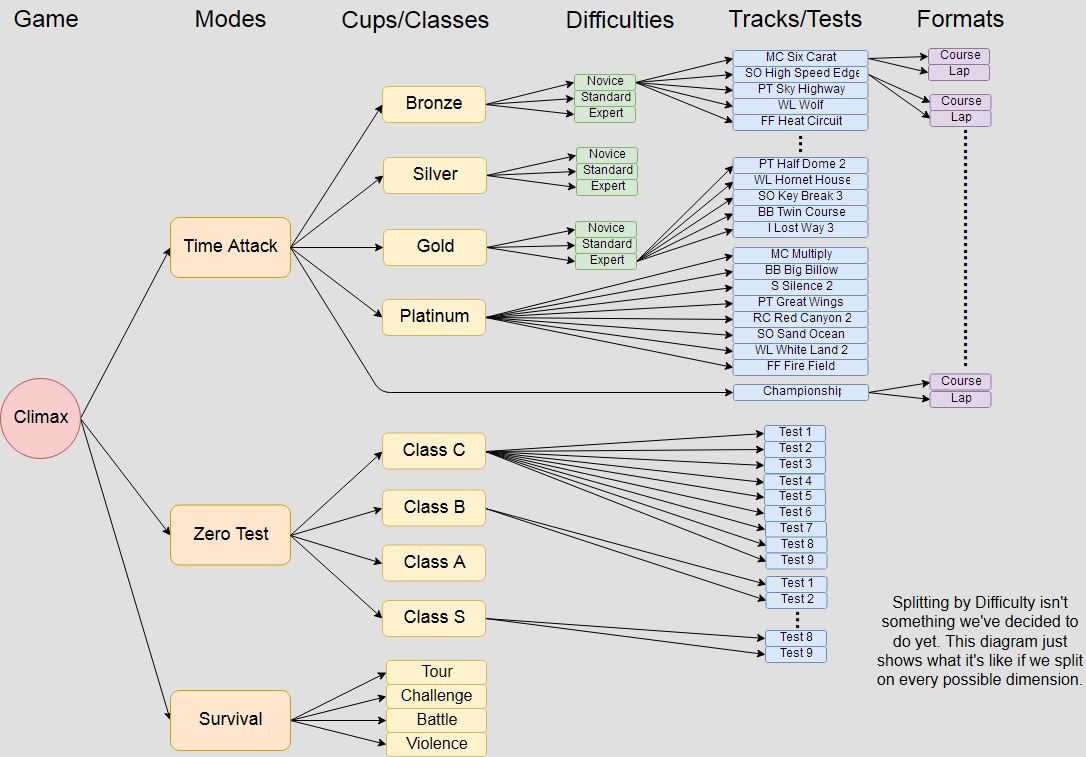 Game
Modes
Cups/Classes
Difficulties
Tracks/Tests
Formats
Climax
Time Attack
Zero Test
Survival
Bronze
Silver
Gold
Platinum
Class C
Class B
Class A
Class S
Tour
Challenge
Battle
Violence
Novice
Standard
Expert
Novice
Standard
Expert
Novice
Standard
Expert
MC Six Carat
SO High Speed Edge
PT Sky Highway
WL Wolf
FF Heat Circuit
PT Half Dome 2
WL Hornet House
SO Key Break 3
BB Twin Course
I Lost Way 3
MC Multiply
BB Big Billow
S Silence 2
PT Great Wings
RC Red Canyon 2
SO Sand Ocean
WL White Land 2
FF Fire Field
Championship
Test 1
Test 2
Test 3
Test 4
Test 5
Test 6
Test 7
Test 8
Test 9
Test 1
Test 2
Test 8
Test 9
Course
Lap
Course
Lap
Course
Lap
Splitting by Difficulty isn't
something we've decided to
do yet. This diagram just
shows what it's like if we split
on every possible dimension.